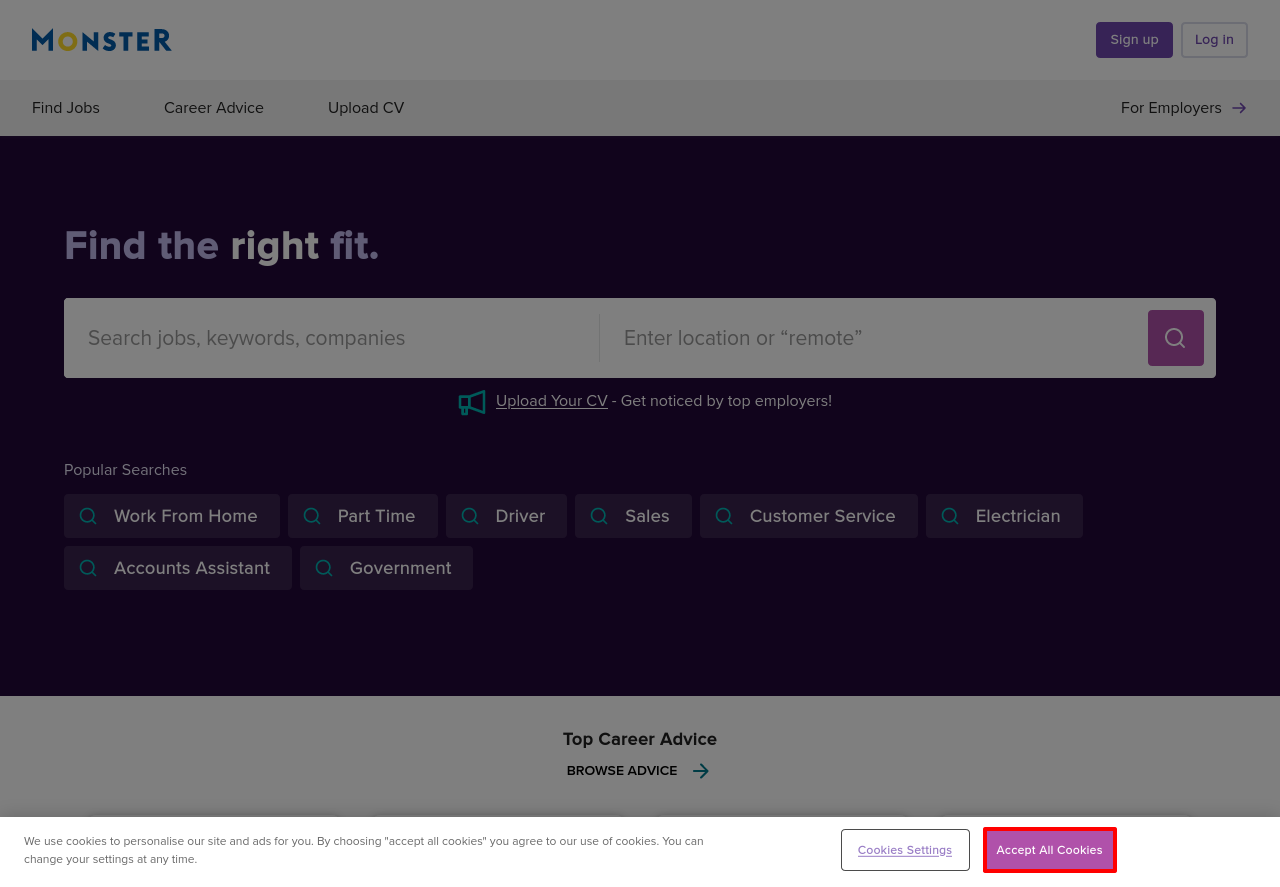 MONSTER
Sign up
Log in
Find Jobs
Career Advice
Upload CV
For Employers
Find the right fit.
Search jobs, keywords, companies
Enter location or “remote”
Upload Your CV - Get noticed by top employers!
Popular Searches
Work From Home
Part Time
Driver
Sales
Customer Service
Electrician
Accounts Assistant
Government
Top Career Advice
BROWSE ADVICE
We use cookies to personalise our site and ads for you. By choosing "accept all cookies" you agree to our use of cookies. You can
change your settings at any time.
Cookies Settings
Accept All Cookies